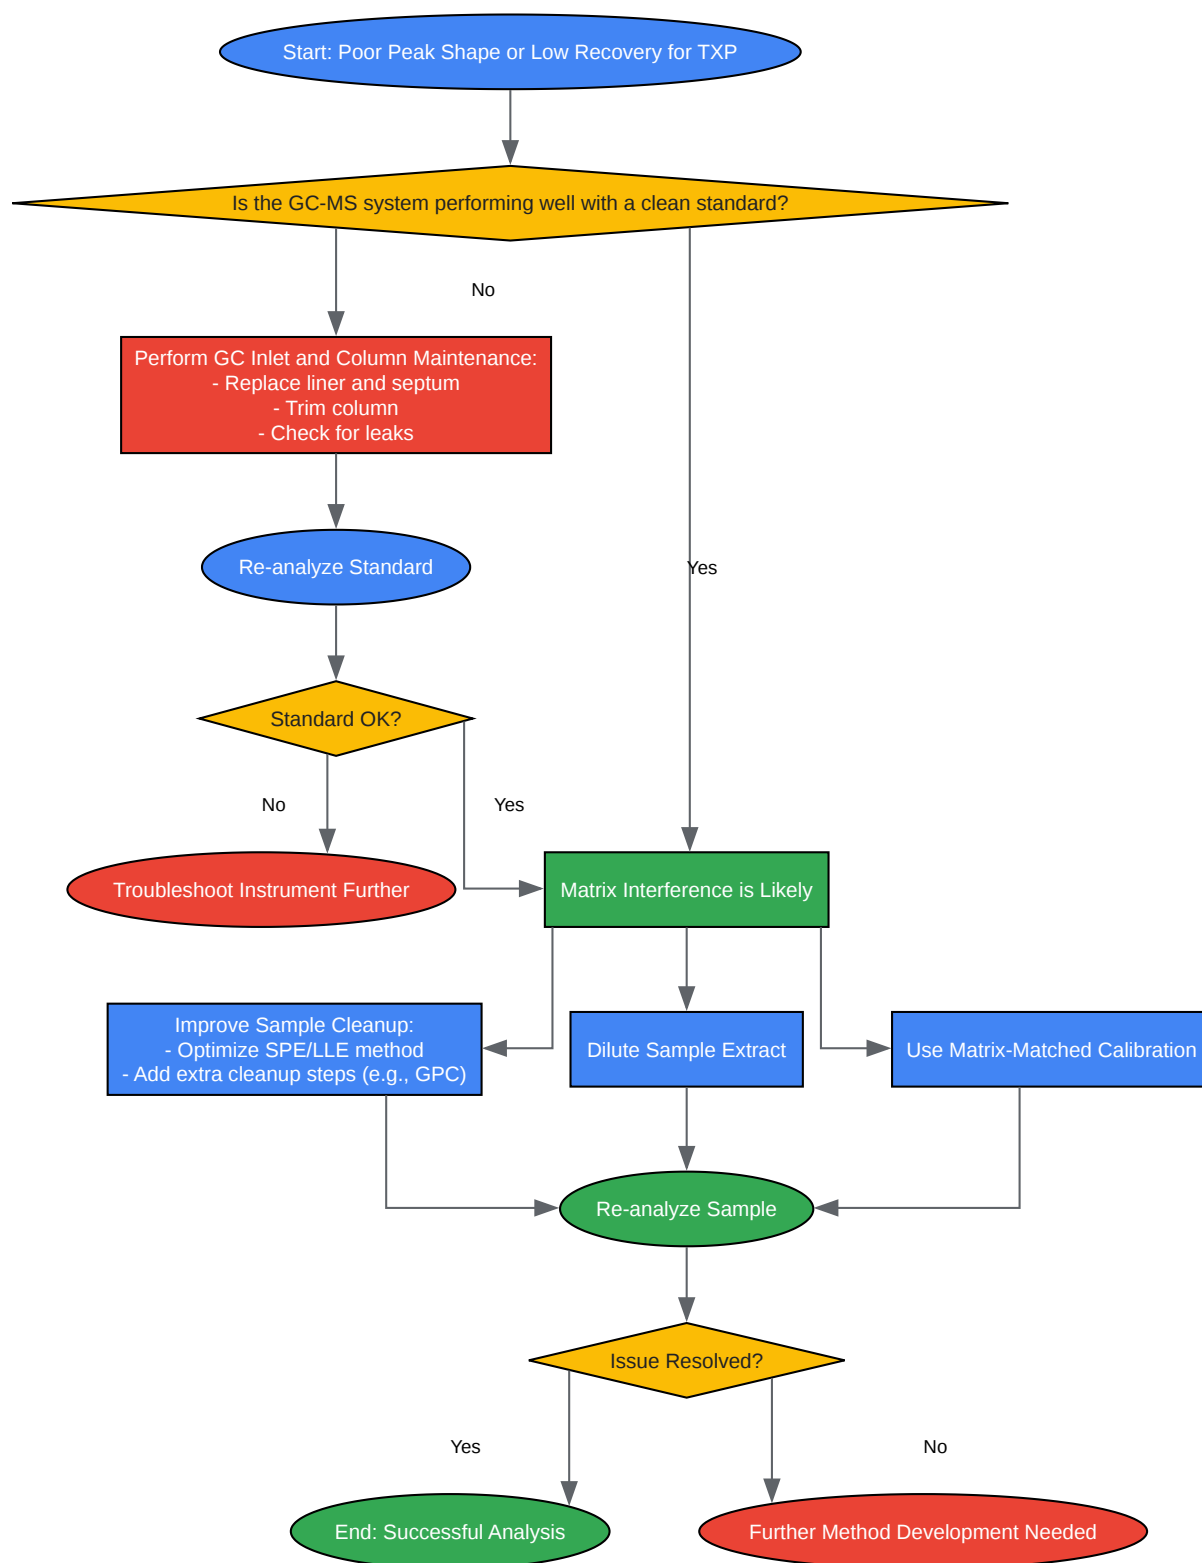 Start: Poor Peak Shape or Low Recovery for TXP
Is the GC-MS system performing well with a clean standard?
No
Perform GC Inlet and Column Maintenance:
- Replace liner and septum
- Trim column
- Check for leaks
Re-analyze Standard
Yes
Standard OK?
No
Yes
Troubleshoot Instrument Further
Matrix Interference is Likely
Improve Sample Cleanup:
- Optimize SPE/LLE method
- Add extra cleanup steps (e.g., GPC)
Dilute Sample Extract
Use Matrix-Matched Calibration
Re-analyze Sample
Issue Resolved?
Yes
No
End: Successful Analysis
Further Method Development Needed